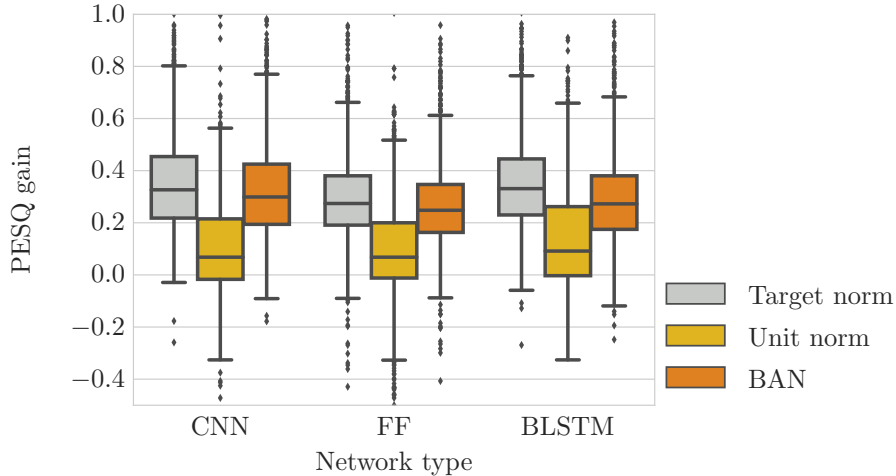 1.0
0.8
0.6
0.4
0.2
0.0
−0.2
−0.4
PESQ gain
CNN
FF
BLSTM
Network type
Target norm
Unit norm
BAN